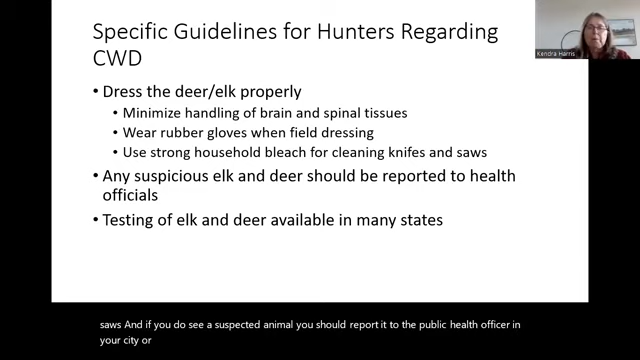 Specific Guidelines for Hunters Regarding
CWD
• Dress the deer/elk properly
• Minimize handling of brain and spinal tissues
• Wear rubber gloves when field dressing
• Use strong household bleach for cleaning knifes and saws
• Any suspicious elk and deer should be reported to health
officials
• Testing of elk and deer available in many states
Kendra Harris
saws And if you do see a suspected animal you should report it to the public health officer in
your city or